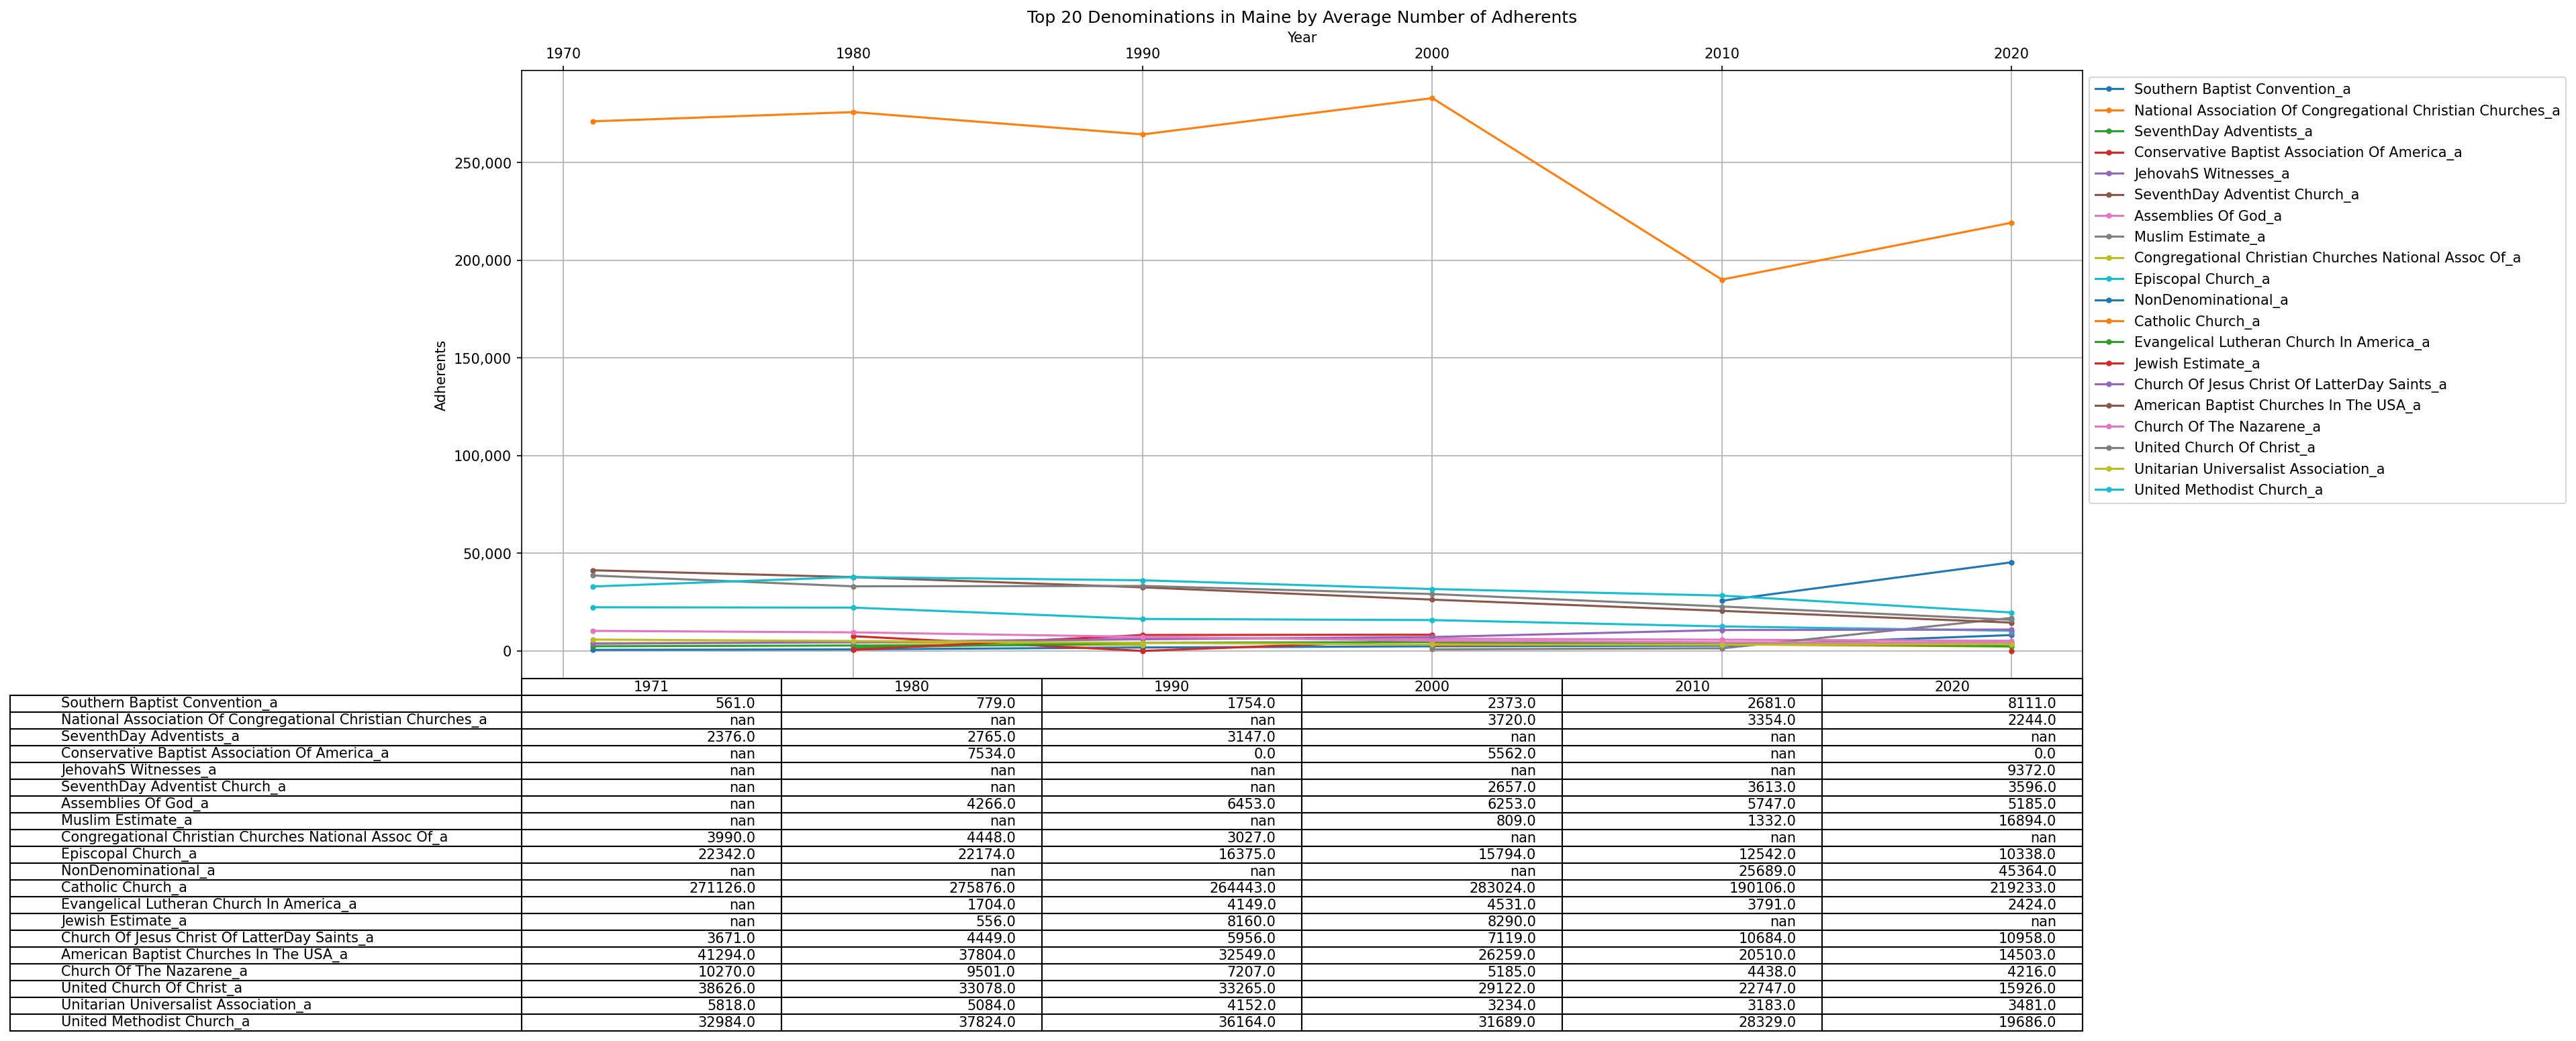 Top 20 Denominations in Maine by Average Number of Adherents
Year
1970 1980 1990 2000 2010 2020
250,000
200,000
150,000
100,000
50,000
0
Adherents
Southern Baptist Convention_a
National Association Of Congregational Christian Churches_a
SeventhDay Adventists_a
Conservative Baptist Association Of America_a
JehovahS Witnesses_a
SeventhDay Adventist Church_a
Assemblies Of God_a
Muslim Estimate_a
Congregational Christian Churches National Assoc Of_a
Episcopal Church_a
NonDenominational_a
Catholic Church_a
Evangelical Lutheran Church In America_a
Jewish Estimate_a
Church Of Jesus Christ Of LatterDay Saints_a
American Baptist Churches In The USA_a
Church Of The Nazarene_a
United Church Of Christ_a
Unitarian Universalist Association_a
United Methodist Church_a
1971 1980 1990 2000 2010 2020
Southern Baptist Convention_a 561.0 779.0 1754.0 2373.0 2681.0 8111.0
National Association Of Congregational Christian Churches_a nan nan nan 3720.0 3354.0 2244.0
SeventhDay Adventists_a 2376.0 2765.0 3147.0 nan nan nan
Conservative Baptist Association Of America_a nan 7534.0 0.0 5562.0 nan 0.0
JehovahS Witnesses_a nan nan nan nan nan 9372.0
SeventhDay Adventist Church_a nan nan nan 2657.0 3613.0 3596.0
Assemblies Of God_a nan 4266.0 6453.0 6253.0 5747.0 5185.0
Muslim Estimate_a nan nan nan 809.0 1332.0 16894.0
Congregational Christian Churches National Assoc Of_a 3990.0 4448.0 3027.0 nan nan nan
Episcopal Church_a 22342.0 22174.0 16375.0 15794.0 12542.0 10338.0
NonDenominational_a nan nan nan nan 25689.0 45364.0
Catholic Church_a 271126.0 275876.0 264443.0 283024.0 190106.0 219233.0
Evangelical Lutheran Church In America_a nan 1704.0 4149.0 4531.0 3791.0 2424.0
Jewish Estimate_a nan 556.0 8160.0 8290.0 nan nan
Church Of Jesus Christ Of LatterDay Saints_a 3671.0 4449.0 5956.0 7119.0 10684.0 10958.0
American Baptist Churches In The USA_a 41294.0 37804.0 32549.0 26259.0 20510.0 14503.0
Church Of The Nazarene_a 10270.0 9501.0 7207.0 5185.0 4438.0 4216.0
United Church Of Christ_a 38626.0 33078.0 33265.0 29122.0 22747.0 15926.0
Unitarian Universalist Association_a 5818.0 5084.0 4152.0 3234.0 3183.0 3481.0
United Methodist Church_a 32984.0 37824.0 36164.0 31689.0 28329.0 19686.0